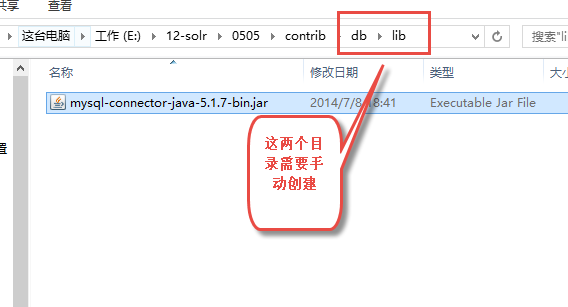 共享 查看
这台电脑 工作 (E:) 12-solr 0505 contrib db lib 搜索"li
名称 修改日期 类型 大小
mysql-connector-java-5.1.7-bin.jar 2014/7/8 18:41 Executable Jar File
这两个目
录需要手
动创建
置